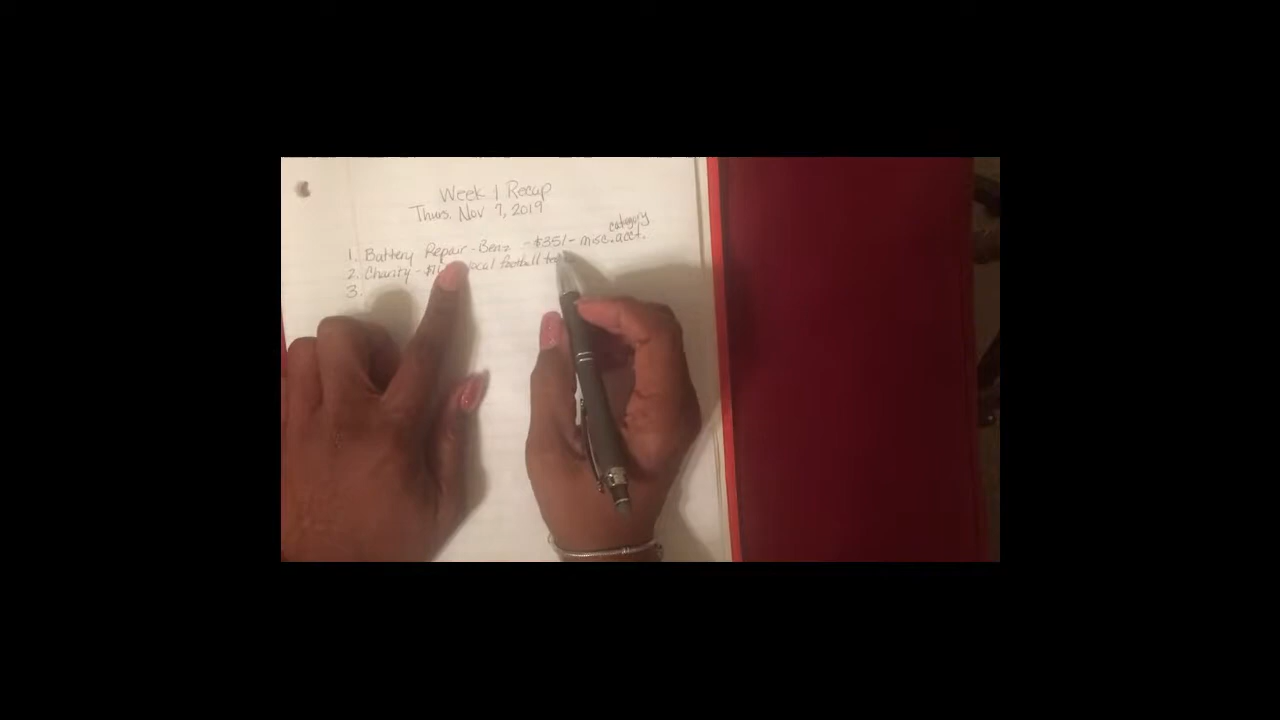 Week 1 Recap
Thurs. Nov 7, 2019
category
1. Battery Repair - Benz - $351 - misc. acct.
2. Charity - local football
3.